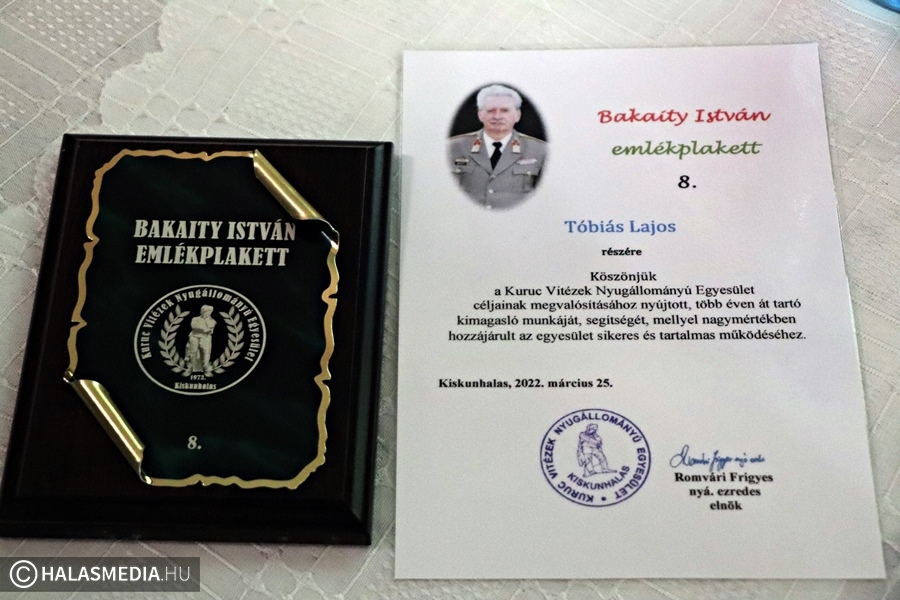 BAKAITY ISTVÁN
EMLÉKPLAKETT
Kuruc Vitézek Nyugállományú Egyesület
1972.
Kiskunhalas
8.
Bakaity István
emlékplakett
8.
Tóbiás Lajos
részére
Köszönjük
a Kuruc Vitézek Nyugállományú Egyesület
céljainak megvalósításához nyújtott, több éven át tartó
kimagasló munkáját, segítségét, mellyel nagymértékben
hozzájárult az egyesület sikeres és tartalmas működéséhez.
Kiskunhalas, 2022. március 25.
KURUC VITÉZEK NYUGÁLLOMÁNYÚ EGYESÜLET
KISKUNHALAS
Romvári Frigyes
nyá. ezredes
elnök
©HALASMEDIA.HU